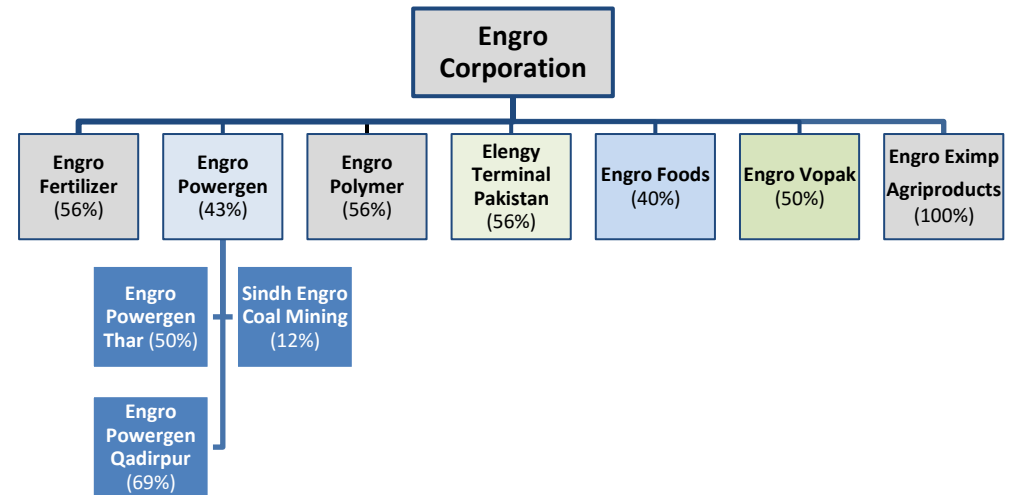 Engro
Corporation
Engro
Fertilizer
(56%)
Engro
Powergen
(43%)
Engro
Polymer
(56%)
Elengy
Terminal
Pakistan
(56%)
Engro Foods
(40%)
Engro Vopak
(50%)
Engro Eximp
Agriproducts
(100%)
Engro
Powergen
Thar (50%)
Sindh Engro
Coal Mining
(12%)
Engro
Powergen
Qadirpur
(69%)